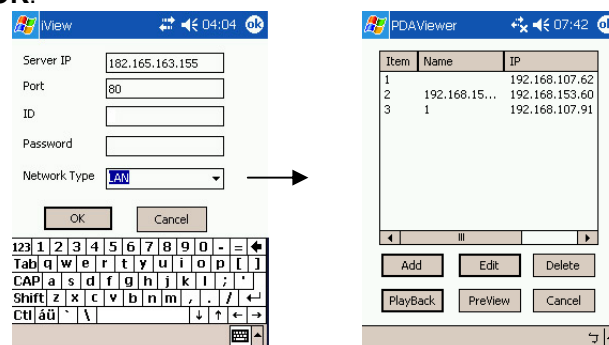 OK.
iView 04:04 ok
Server IP 182.165.163.155
Port 80
ID
Password
Network Type LAN
OK Cancel
123 1 2 3 4 5 6 7 8 9 0 - =
Tab q w e r t y u i o p [ ]
CAP a s d f g h j k l ; '
Shift z x c v b n m , . /
Ctl áü ` \
PDAViewer 07:42
Item Name IP
1 192.168.107.62
2 192.168.15... 192.168.153.60
3 1 192.168.107.91
Add Edit Delete
PlayBack PreView Cancel